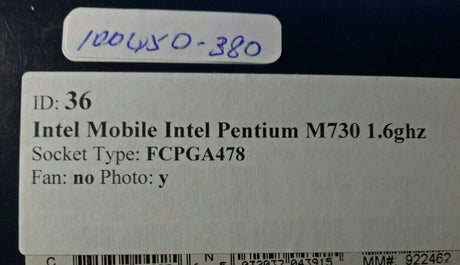 100450-380
ID: 36
Intel Mobile Intel Pentium M730 1.6ghz
Socket Type: FCPGA478
Fan: no Photo: y
C N MM# 922462